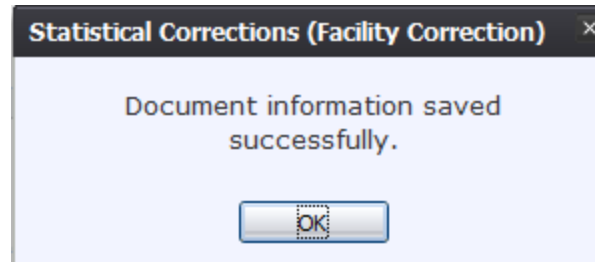 Statistical Corrections (Facility Correction)
Document information saved
successfully.
OK